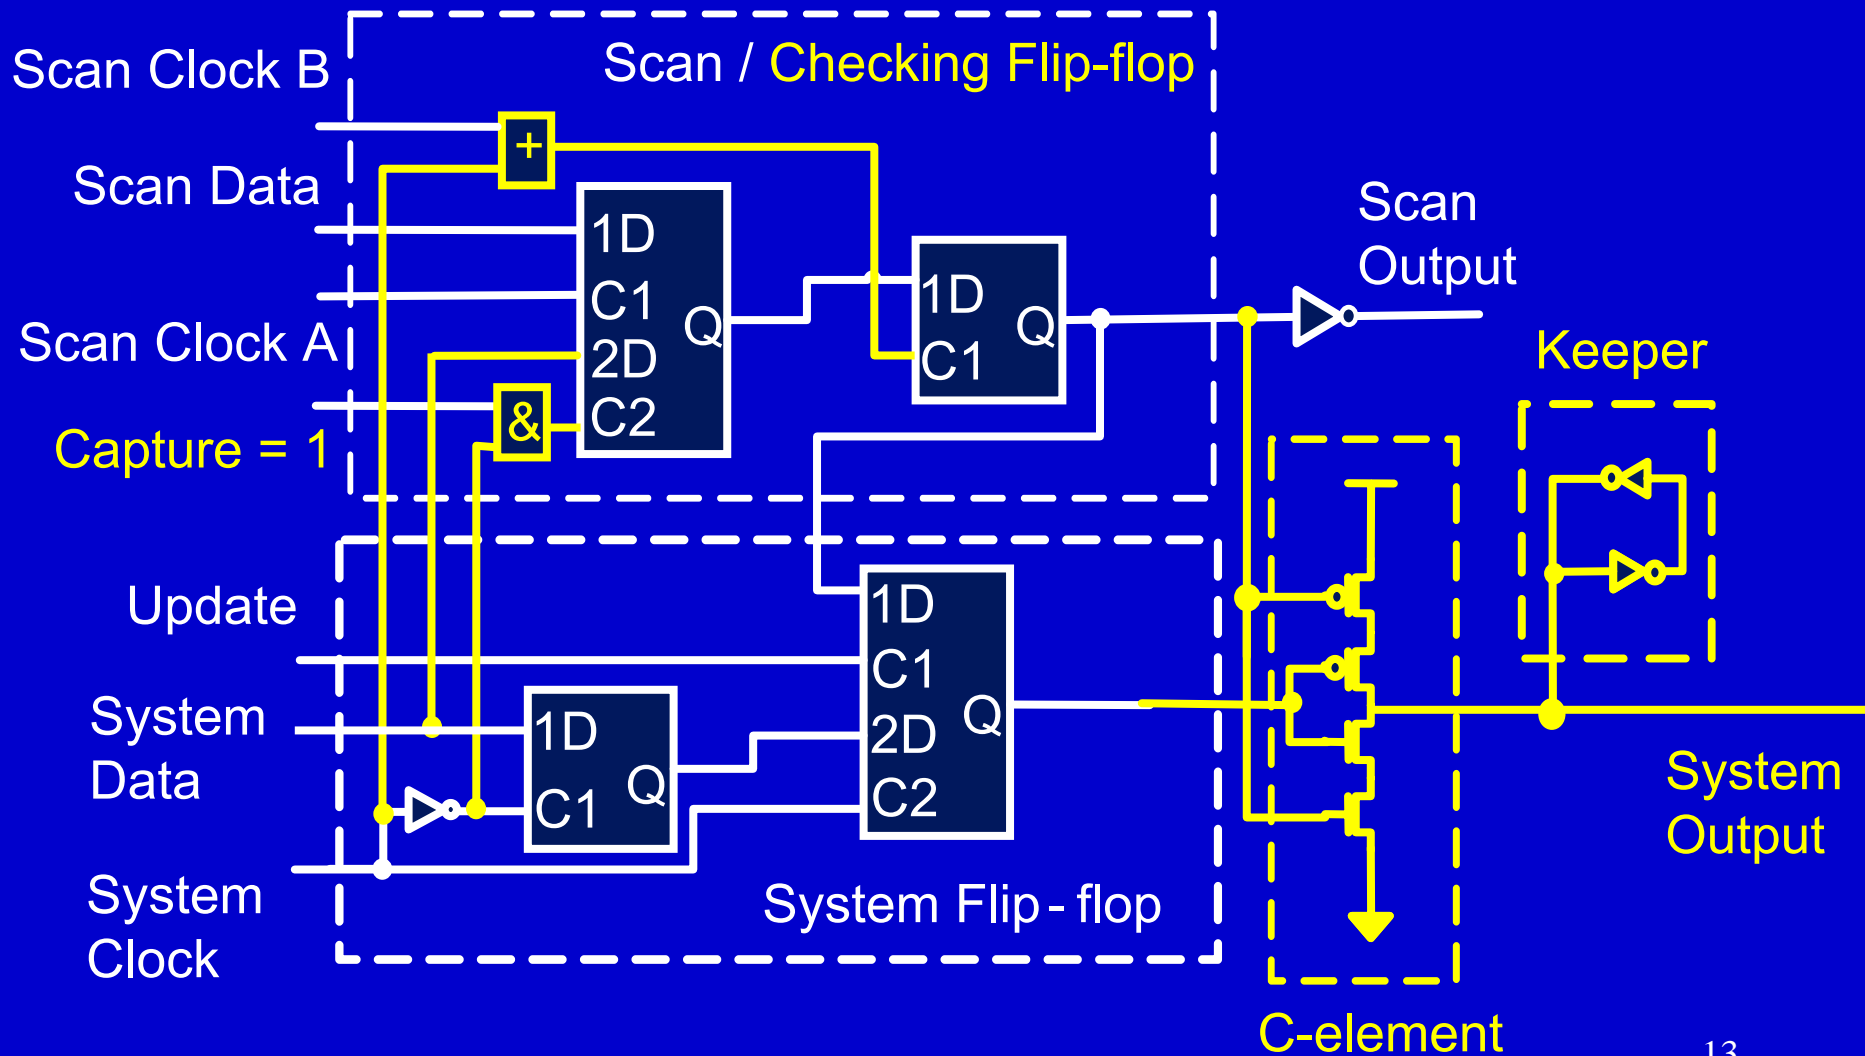 Scan Clock B
Scan / Checking Flip-flop
+
Scan Data
Scan Clock A
Capture = 1
1D
C1
2D
C2
Q
&
1D
C1
Q
Scan
Output
Keeper
Update
System
Data
System
Clock
1D
C1
Q
1D
C1
2D
C2
Q
System Flip-flop
System
Output
C-element
13